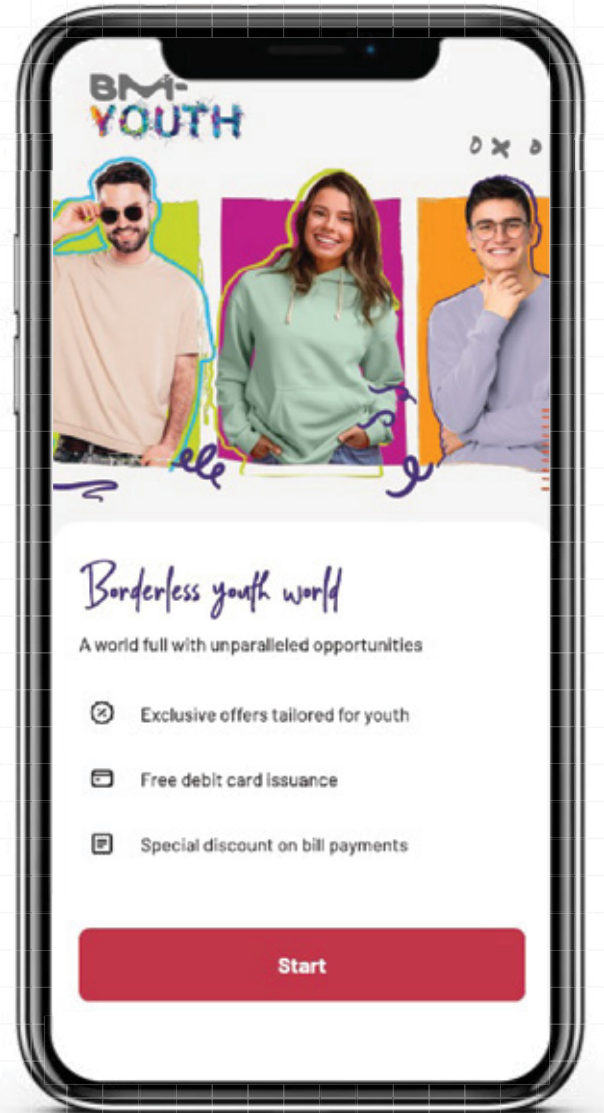 BM-
YOUTH
Borderless youth world
A world full with unparalleled opportunities
Exclusive offers tailored for youth
Free debit card issuance
Special discount on bill payments
Start